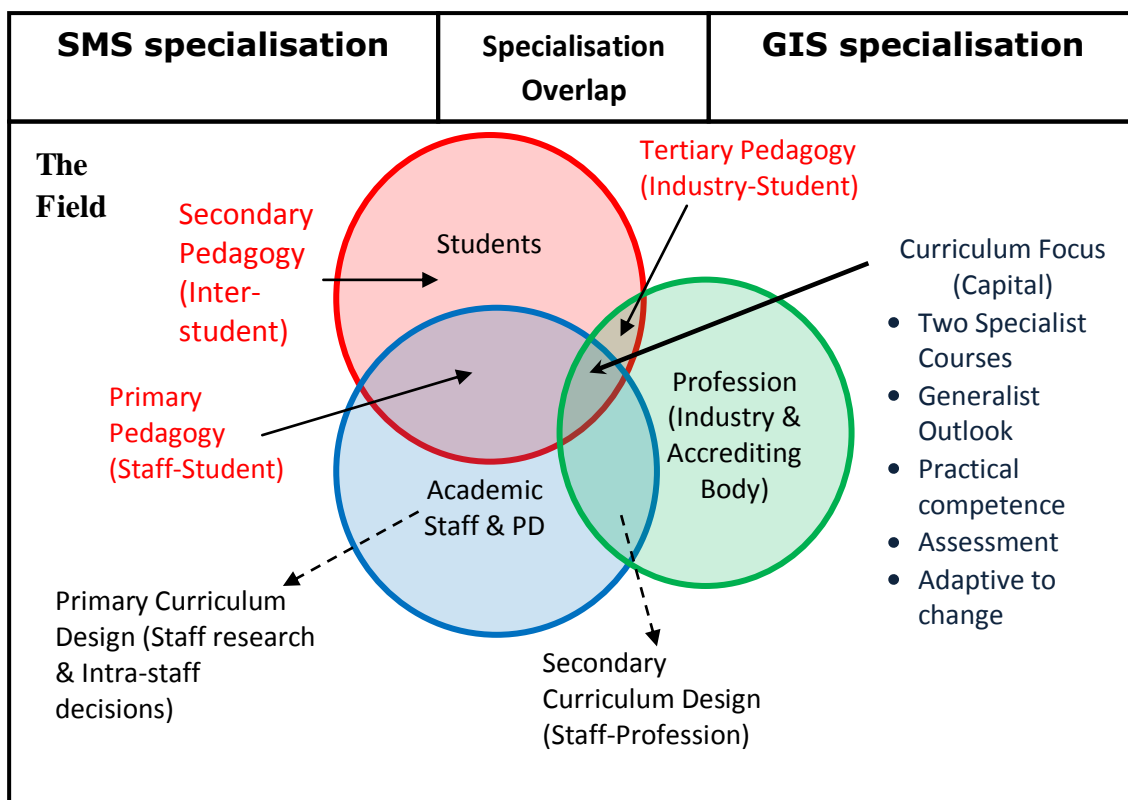 SMS specialisation
Specialisation
Overlap
GIS specialisation
The
Field
Secondary
Pedagogy
(Inter-
student)
Primary
Pedagogy
(Staff-Student)
Students
Tertiary Pedagogy
(Industry-Student)
Curriculum Focus
(Capital)
• Two Specialist
Courses
• Generalist
Outlook
• Practical
competence
• Assessment
• Adaptive to
change
Profession
(Industry &
Accrediting
Body)
Academic
Staff & PD
Primary Curriculum
Design (Staff research
& Intra-staff
decisions)
Secondary
Curriculum Design
(Staff-Profession)